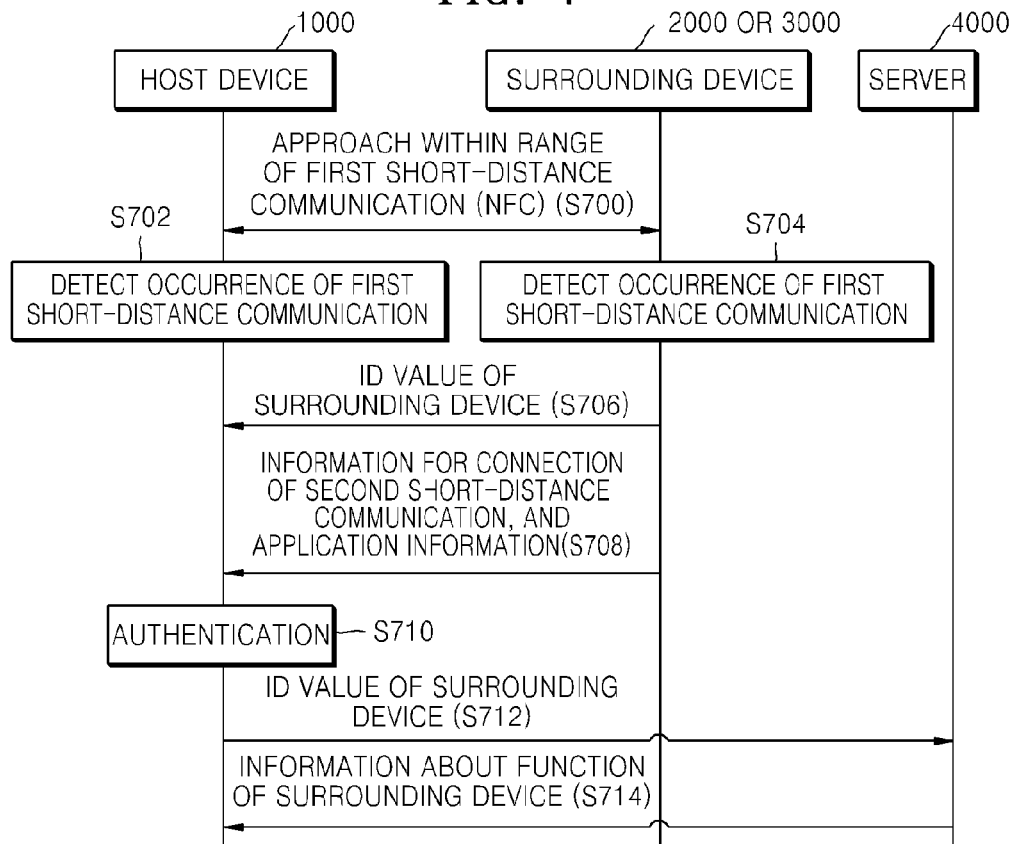 1000
2000 OR 3000
4000
HOST DEVICE
SURROUNDING DEVICE
SERVER
APPROACH WITHIN RANGE
OF FIRST SHORT-DISTANCE
COMMUNICATION (NFC) (S700)
S702
S704
DETECT OCCURRENCE OF FIRST
SHORT-DISTANCE COMMUNICATION
DETECT OCCURRENCE OF FIRST
SHORT-DISTANCE COMMUNICATION
ID VALUE OF
SURROUNDING DEVICE (S706)
INFORMATION FOR CONNECTION
OF SECOND SHORT-DISTANCE
COMMUNICATION, AND
APPLICATION INFORMATION(S708)
AUTHENTICATION
S710
ID VALUE OF SURROUNDING
DEVICE (S712)
INFORMATION ABOUT FUNCTION
OF SURROUNDING DEVICE (S714)